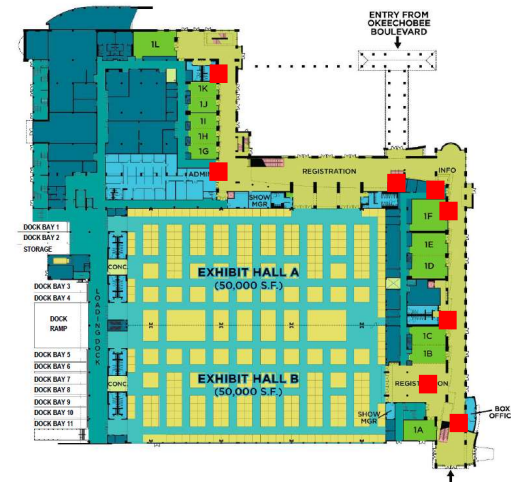 ENTRY FROM
OKEECHOBEE
BOULEVARD
1L
1K
1J
1I
1H
1G
ADMI
REGISTRATION
INFO
SHOW
MGR
1F
1E
1D
DOCK BAY 1
DOCK BAY 2
STORAGE
CONC.
EXHIBIT HALL A
(50,000 S.F.)
DOCK BAY 3
DOCK BAY 4
LOADING DOCK
DOCK
RAMP
1C
1B
DOCK BAY 5
DOCK BAY 6
DOCK BAY 7
DOCK BAY 8
DOCK BAY 9
DOCK BAY 10
DOCK BAY 11
CONC.
EXHIBIT HALL B
(50,000 S.F.)
REGIS
ION
SHOW
MGR
BOX
OFFIC
1A